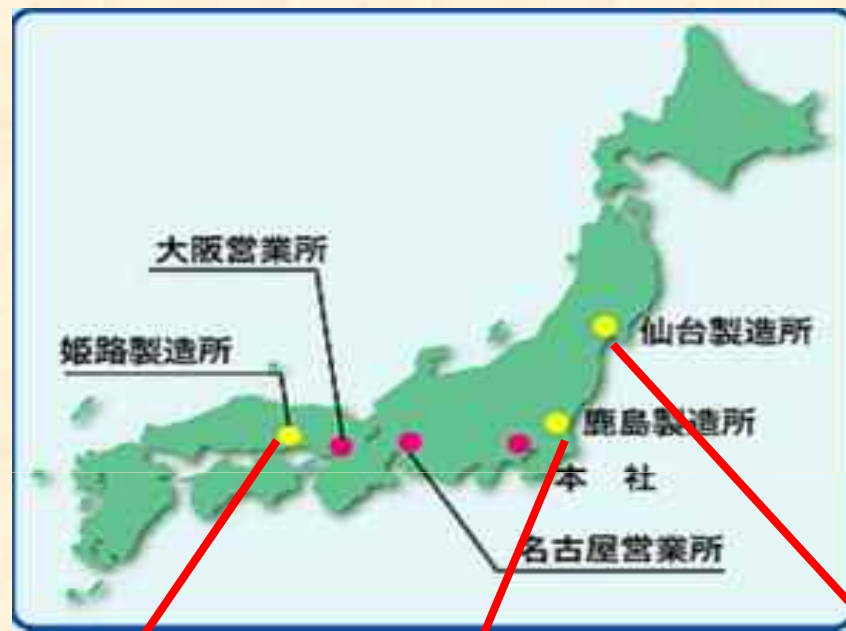 大阪営業所
姫路製造所
仙台製造所
鹿島製造所
本 社
名古屋営業所